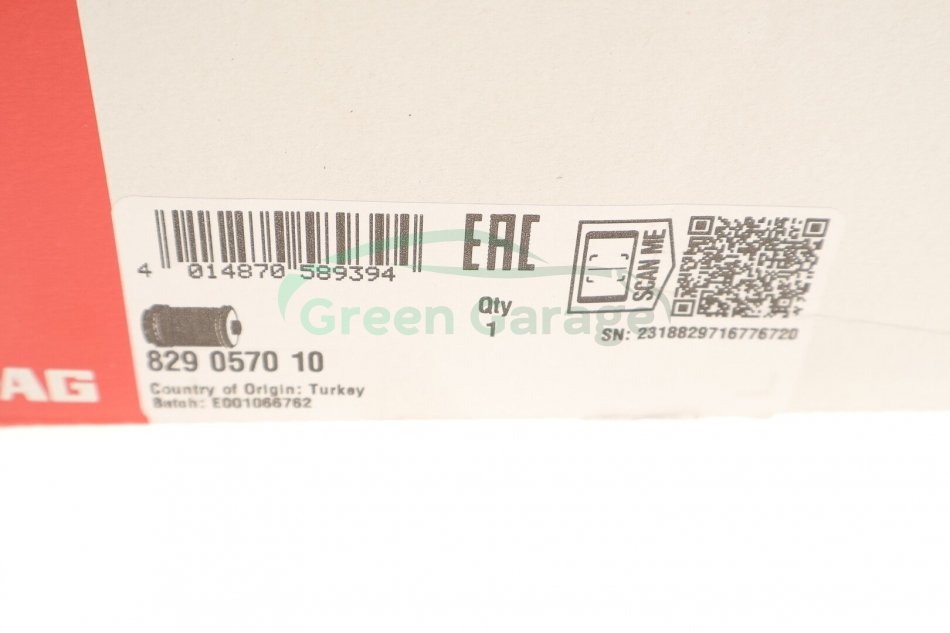 4 014870 589394
EAC
SCAN ME
Qty
1
Green Garage
SN: 2318829716776720
829 0570 10
AG
Country of Origin: Turkey
Batch: E001066762